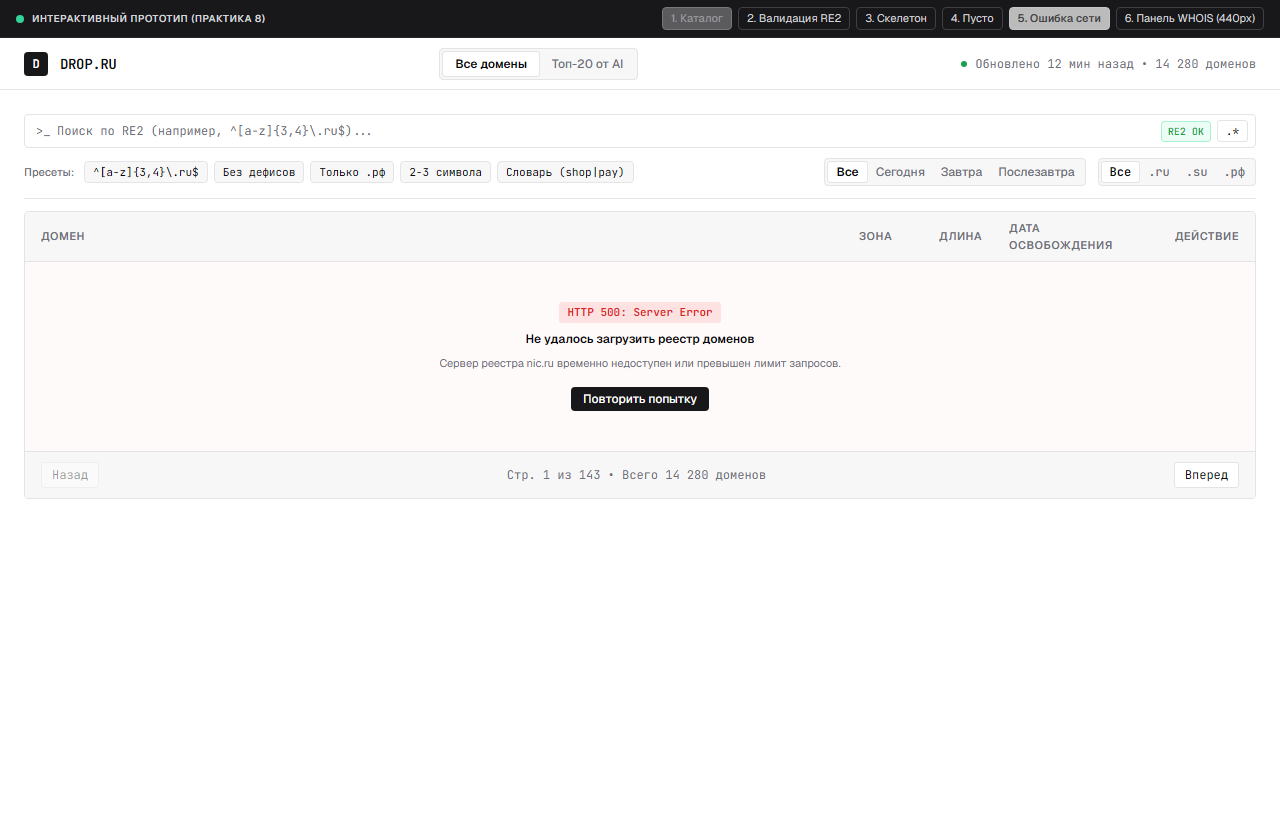 ИНТЕРАКТИВНЫЙ ПРОТОТИП (ПРАКТИКА 8)
1. Каталог
2. Валидация RE2
3. Скелетон
4. Пусто
5. Ошибка сети
6. Панель WHOIS (440px)
D
DROP.RU
Все домены
Топ-20 от AI
Обновлено 12 мин назад • 14 280 доменов
>_ Поиск по RE2 (например, ^[a-z]{3,4}\.ru$)...
RE2 OK
.*
Пресеты:
^[a-z]{3,4}\.ru$
Без дефисов
Только .рф
2-3 символа
Словарь (shop|pay)
Все
Сегодня
Завтра
Послезавтра
Все
.ru
.su
.рф
ДОМЕН
ЗОНА
ДЛИНА
ДАТА
ОСВОБОЖДЕНИЯ
ДЕЙСТВИЕ
HTTP 500: Server Error
Не удалось загрузить реестр доменов
Сервер реестра nic.ru временно недоступен или превышен лимит запросов.
Повторить попытку
Назад
Стр. 1 из 143 • Всего 14 280 доменов
Вперед